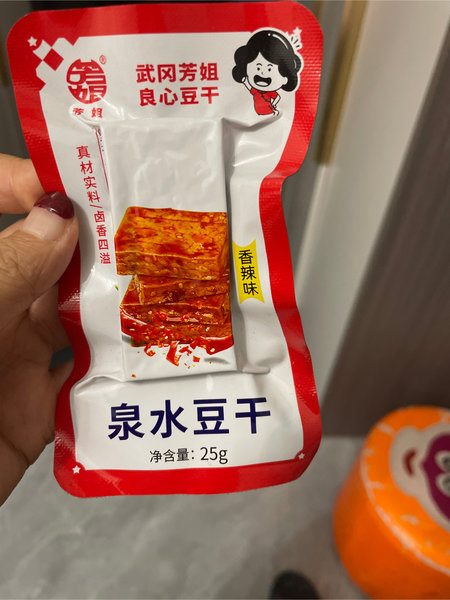 武冈芳姐
良心豆干
芳姐
真材实料/卤香四溢
香辣味
泉水豆干
净含量：25g